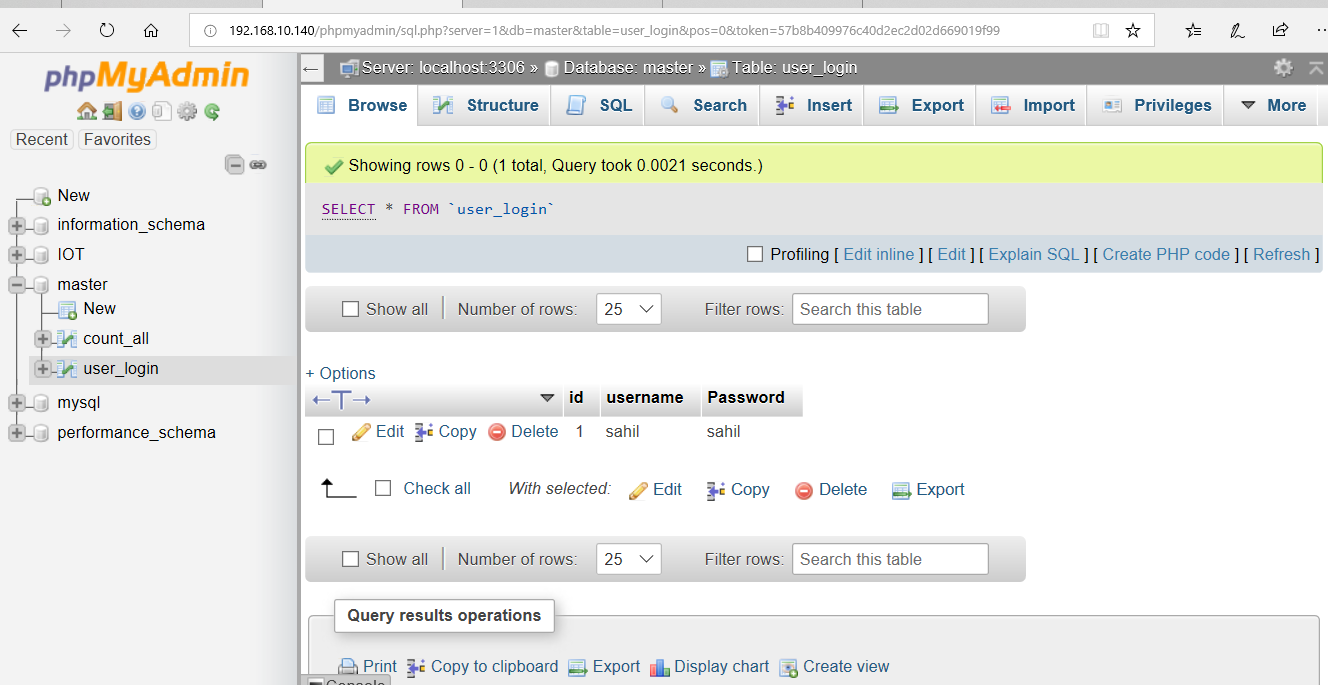 192.168.10.140/phpmyadmin/sql.php?server=1&db=master&table=user_login&pos=0&token=57b8b409976c40d2ec2d02d669019f99
phpMyAdmin
Recent Favorites
New
information_schema
IOT
master
New
count_all
user_login
mysql
performance_schema
Server: localhost:3306 » Database: master » Table: user_login
Browse Structure SQL Search Insert Export Import Privileges More
Showing rows 0 - 0 (1 total, Query took 0.0021 seconds.)
SELECT * FROM `user_login`
Profiling [ Edit inline ] [ Edit ] [ Explain SQL ] [ Create PHP code ] [ Refresh ]
Show all Number of rows: 25 Filter rows: Search this table
+ Options
←T→ id username Password
Edit Copy Delete 1 sahil sahil
Check all With selected: Edit Copy Delete Export
Show all Number of rows: 25 Filter rows: Search this table
Query results operations
Print Copy to clipboard Export Display chart Create view
Console